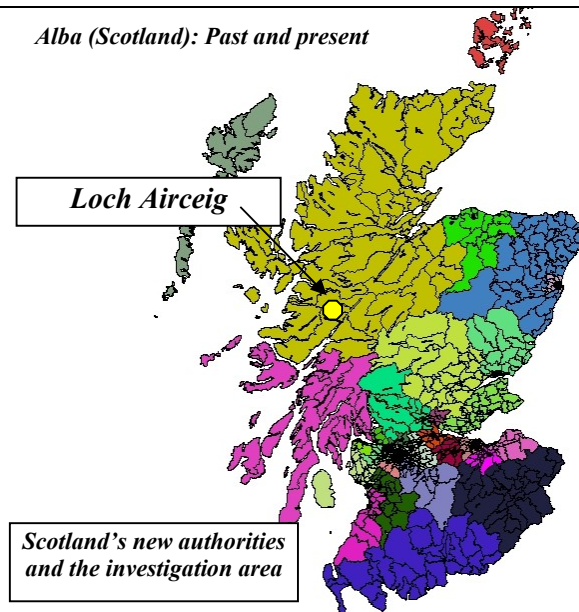 Alba (Scotland): Past and present
Loch Airceig
Scotland's new authorities
and the investigation area